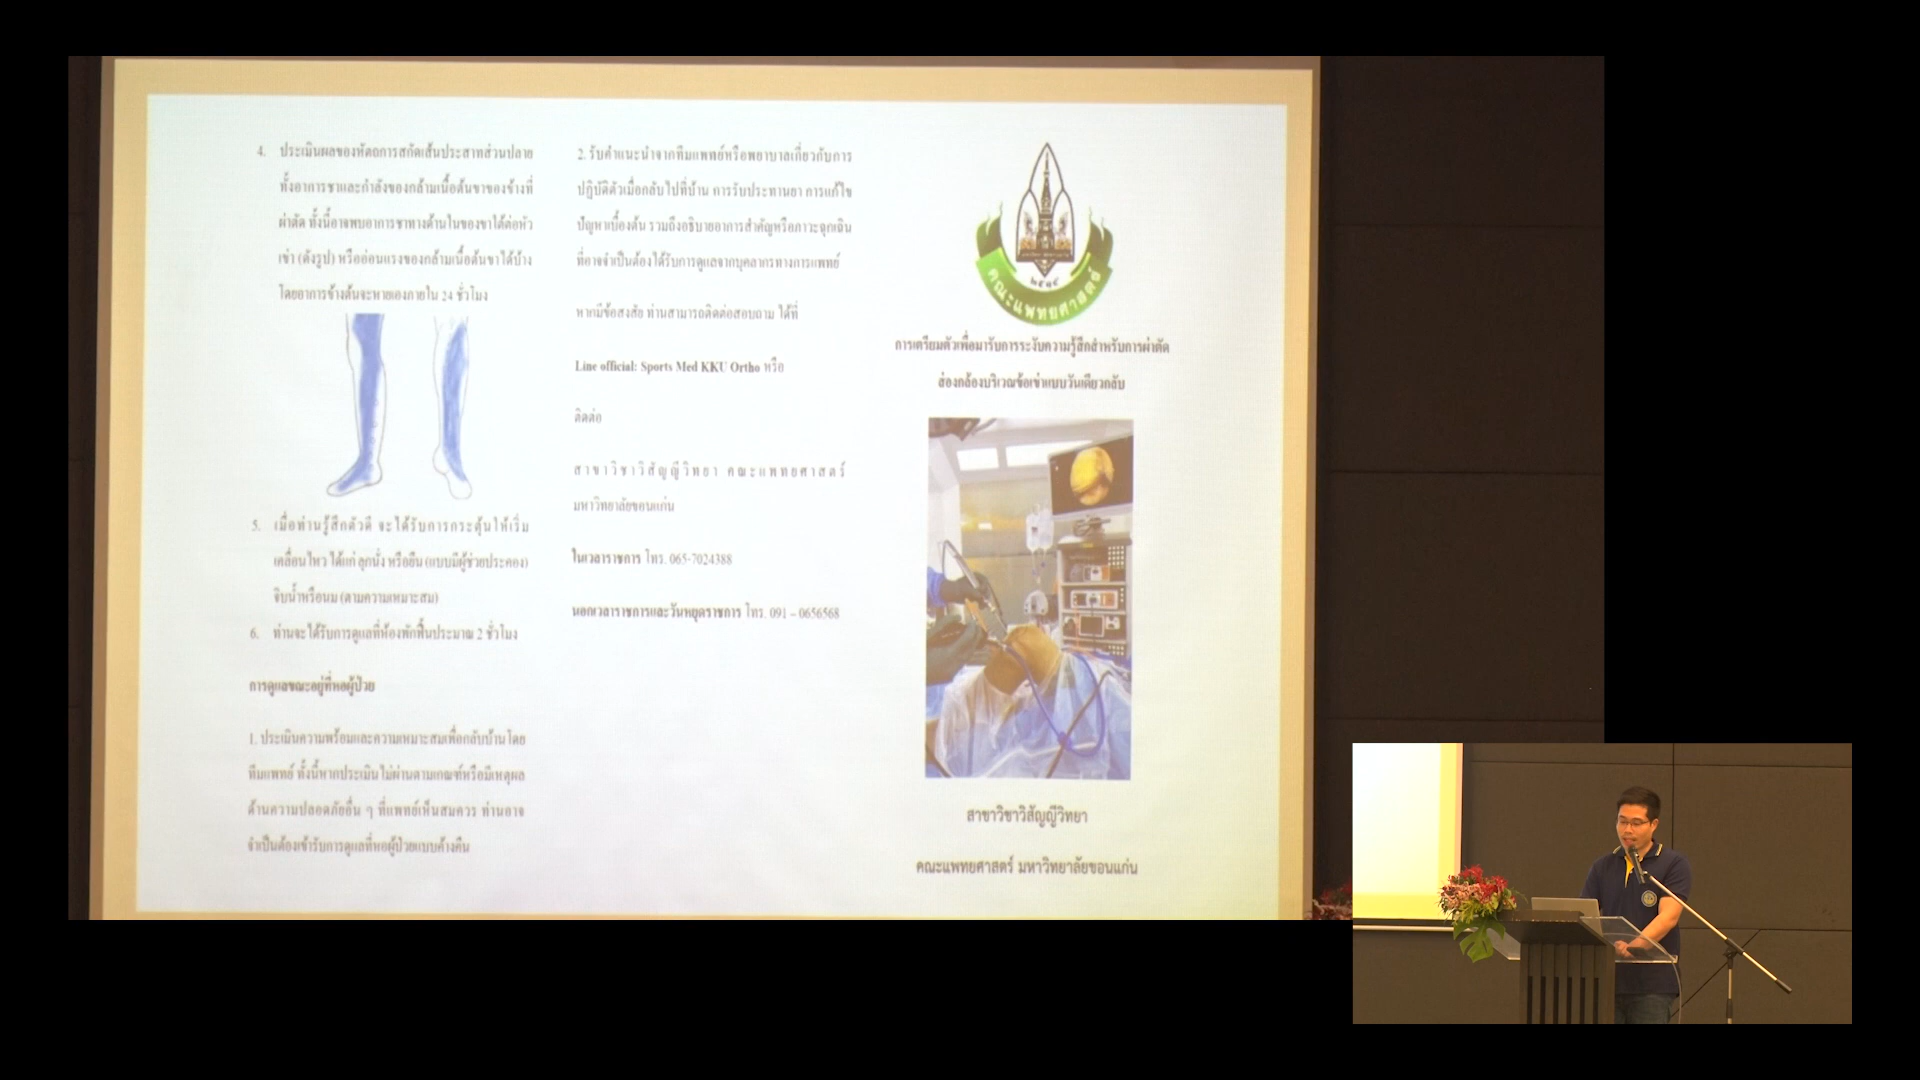 4. ประเมินผลของหัตถการสกัดเส้นประสาทส่วนปลาย
ทั้งอาการชาและกำลังของกล้ามเนื้อต้นขาของข้างที่
ผ่าตัด ทั้งนี้อาจพบอาการชาทางด้านในของขาใต้ต่อหัว
เข่า (ดังรูป) หรืออ่อนแรงของกล้ามเนื้อต้นขาได้บ้าง
โดยอาการข้างต้นจะหายเองภายใน 24 ชั่วโมง
5. เมื่อท่านรู้สึกตัวดี จะได้รับการกระตุ้นให้เริ่ม
เคลื่อนไหว ได้แก่ ลุกนั่ง หรือยืน (แบบมีผู้ช่วยประคอง)
จิบน้ำหรือนม (ตามความเหมาะสม)
6. ท่านจะได้รับการดูแลที่ห้องพักฟื้นประมาณ 2 ชั่วโมง
การดูแลขณะอยู่ที่หอผู้ป่วย
1. ประเมินความพร้อมและความเหมาะสมเพื่อกลับบ้านโดย
ทีมแพทย์ ทั้งนี้หากประเมินไม่ผ่านตามเกณฑ์หรือมีเหตุผล
ด้านความปลอดภัยอื่น ๆ ที่แพทย์เห็นสมควร ท่านอาจ
จำเป็นต้องเข้ารับการดูแลที่หอผู้ป่วยแบบค้างคืน
2. รับคำแนะนำจากทีมแพทย์หรือพยาบาลเกี่ยวกับการ
ปฏิบัติตัวเมื่อกลับไปที่บ้าน การรับประทานยา การแก้ไข
ปัญหาเบื้องต้น รวมถึงอธิบายอาการสำคัญหรือภาวะฉุกเฉิน
ที่อาจจำเป็นต้องได้รับการดูแลจากบุคลากรทางการแพทย์
หากมีข้อสงสัย ท่านสามารถติดต่อสอบถาม ได้ที่
Line official: Sports Med KKU Ortho หรือ
ติดต่อ
สาขาวิชาวิสัญญีวิทยา คณะแพทยศาสตร์
มหาวิทยาลัยขอนแก่น
ในเวลาราชการ โทร. 065-7024388
นอกเวลาราชการและวันหยุดราชการ โทร. 091 – 0656568
๒๕๑๕
คณะแพทยศาสตร์
การเตรียมตัวเพื่อมารับการระงับความรู้สึกสำหรับการผ่าตัด
ส่องกล้องบริเวณข้อเข่าแบบวันเดียวกลับ
สาขาวิชาวิสัญญีวิทยา
คณะแพทยศาสตร์ มหาวิทยาลัยขอนแก่น